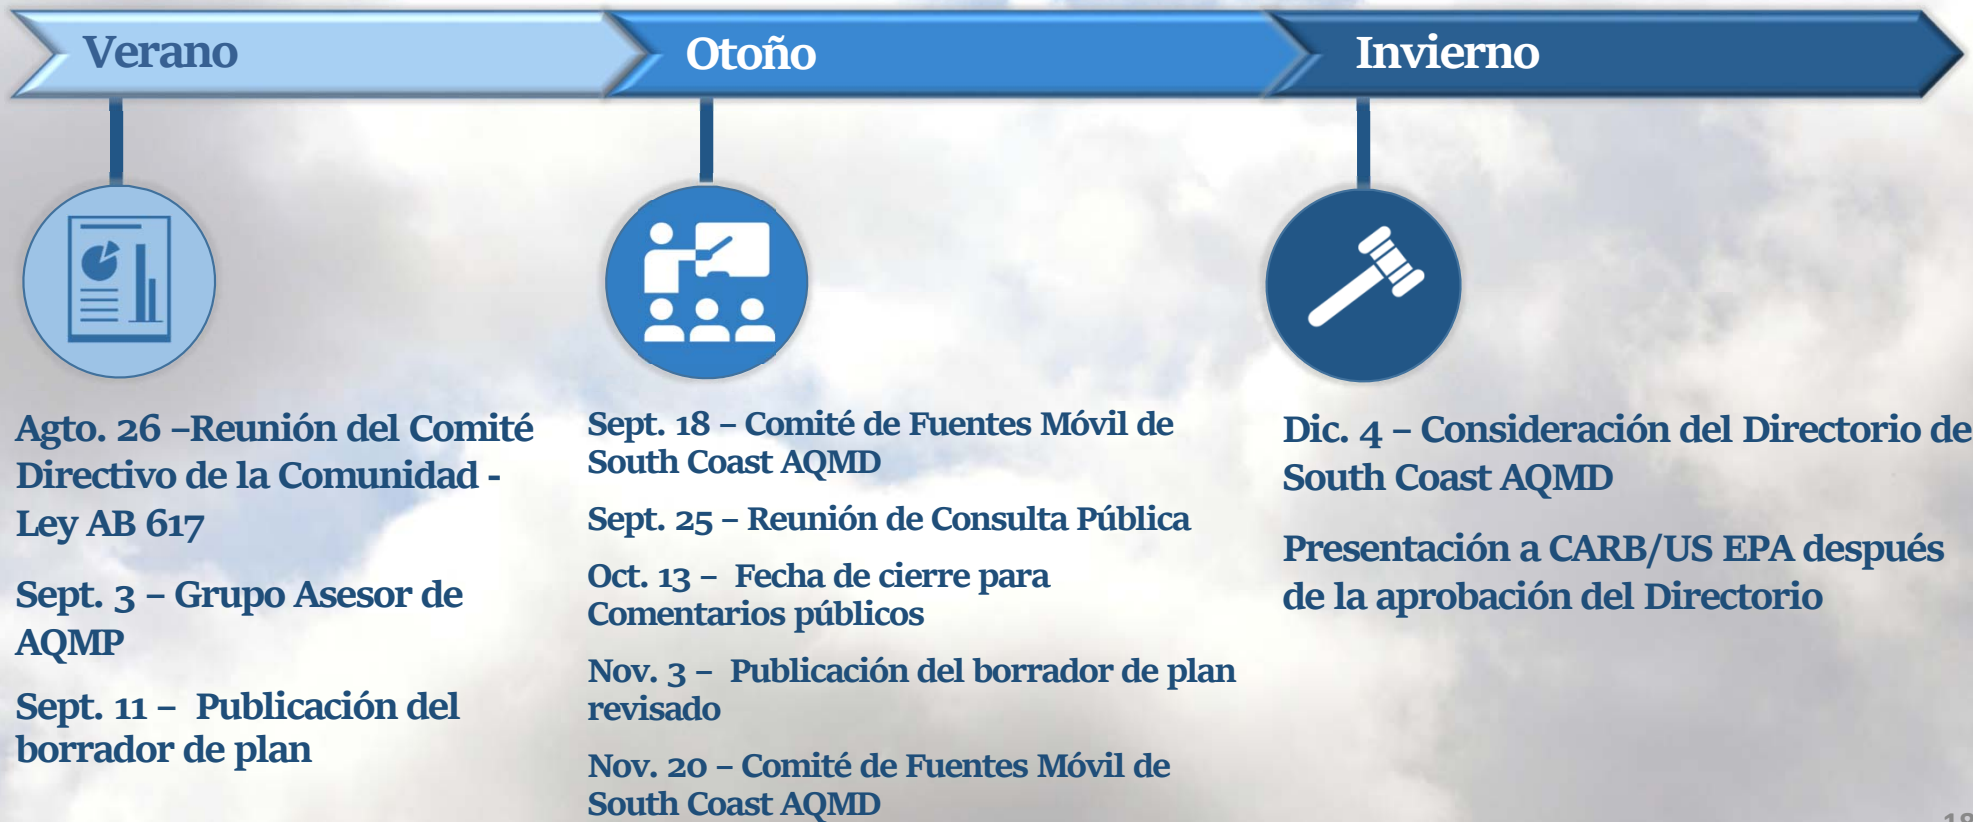 Verano
Otoño
Invierno
Agto. 26 –Reunión del Comité
Directivo de la Comunidad -
Ley AB 617
Sept. 3 – Grupo Asesor de
AQMP
Sept. 11 – Publicación del
borrador de plan
Sept. 18 – Comité de Fuentes Móvil de
South Coast AQMD
Sept. 25 – Reunión de Consulta Pública
Oct. 13 – Fecha de cierre para
Comentarios públicos
Nov. 3 – Publicación del borrador de plan
revisado
Nov. 20 – Comité de Fuentes Móvil de
South Coast AQMD
Dic. 4 – Consideración del Directorio de
South Coast AQMD
Presentación a CARB/US EPA después
de la aprobación del Directorio
18